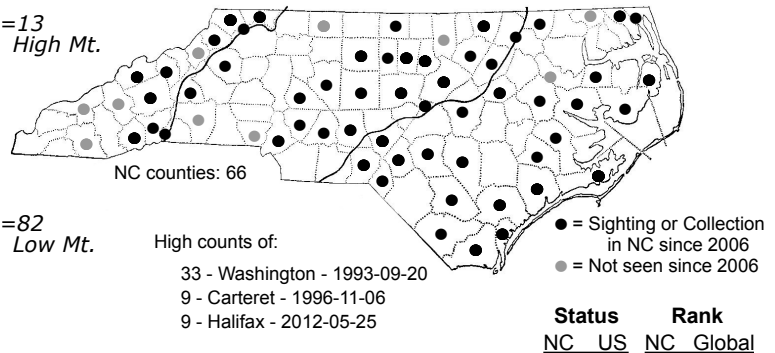 =13
High Mt.
NC counties: 66
=82
Low Mt.
High counts of:
33 - Washington - 1993-09-20
9 - Carteret - 1996-11-06
9 - Halifax - 2012-05-25
= Sighting or Collection
in NC since 2006
= Not seen since 2006
Status Rank
NC US NC Global